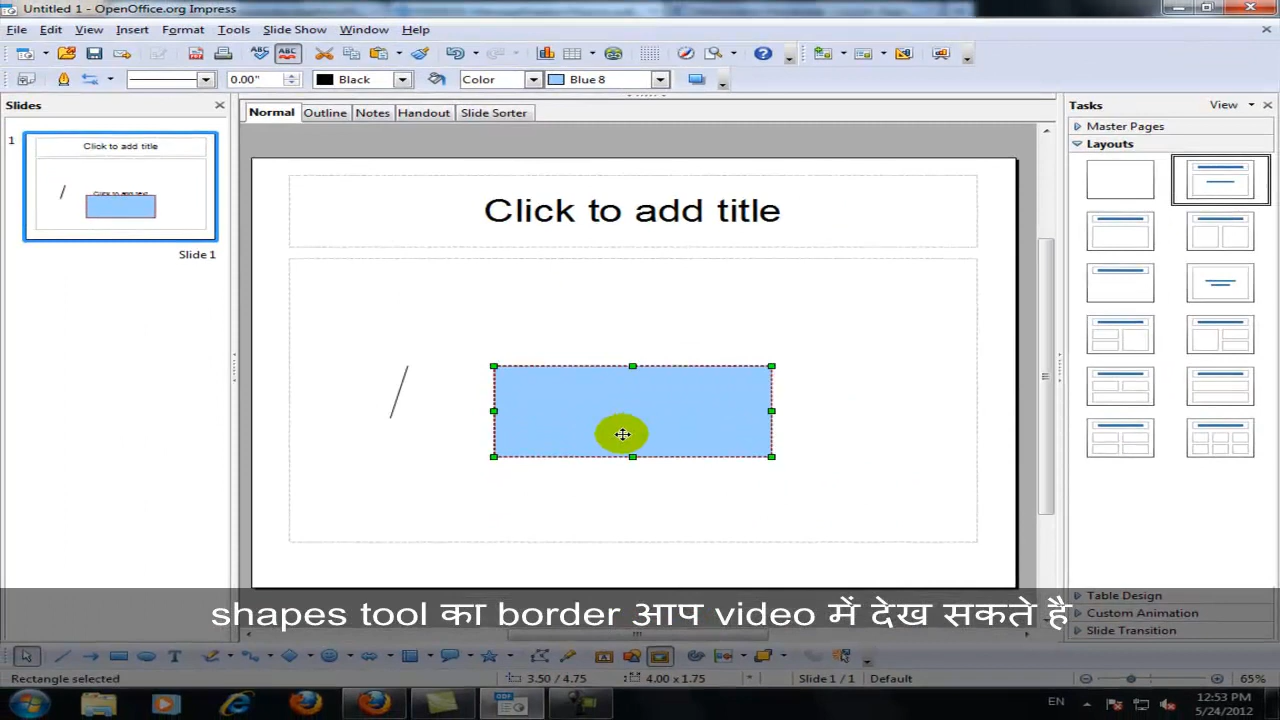 Untitled 1 - OpenOffice.org Impress
File Edit View Insert Format Tools Slide Show Window Help
0.00" Black Color Blue 8
Slides
Normal Outline Notes Handout Slide Sorter
Tasks View
Master Pages
Layouts
1
Click to add title
Click to add text
Slide 1
Click to add title
shapes tool का border आप video में देख सकते है
Table Design
Custom Animation
Slide Transition
Rectangle selected 3.50 / 4.75 4.00 x 1.75 * Slide 1 / 1 Default 65%
EN 12:53 PM
5/24/2012